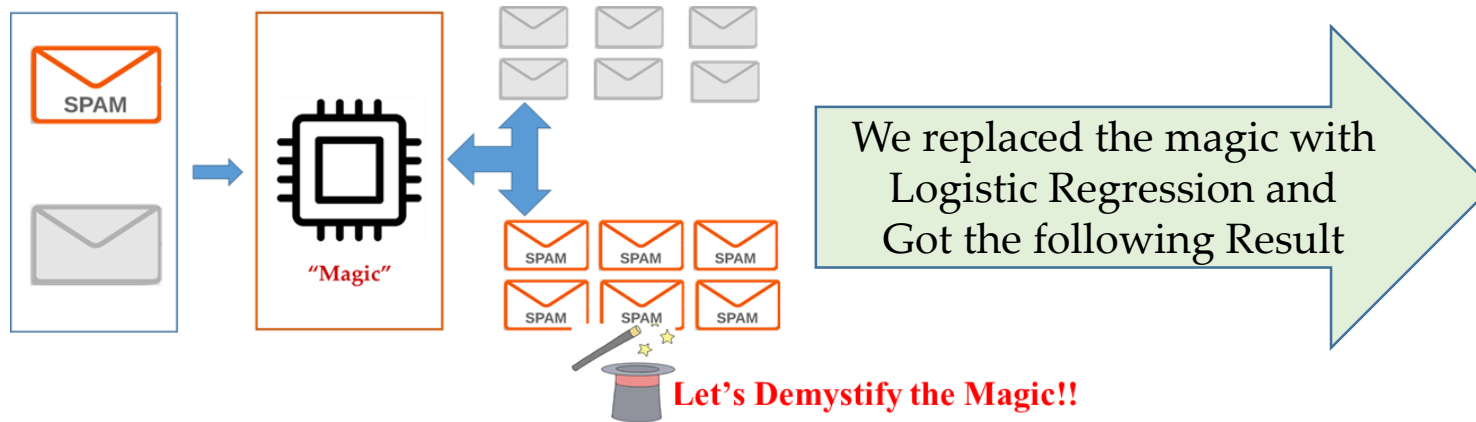 SPAM
"Magic"
SPAM SPAM SPAM
SPAM SPAM SPAM
Let's Demystify the Magic!!
We replaced the magic with
Logistic Regression and
Got the following Result